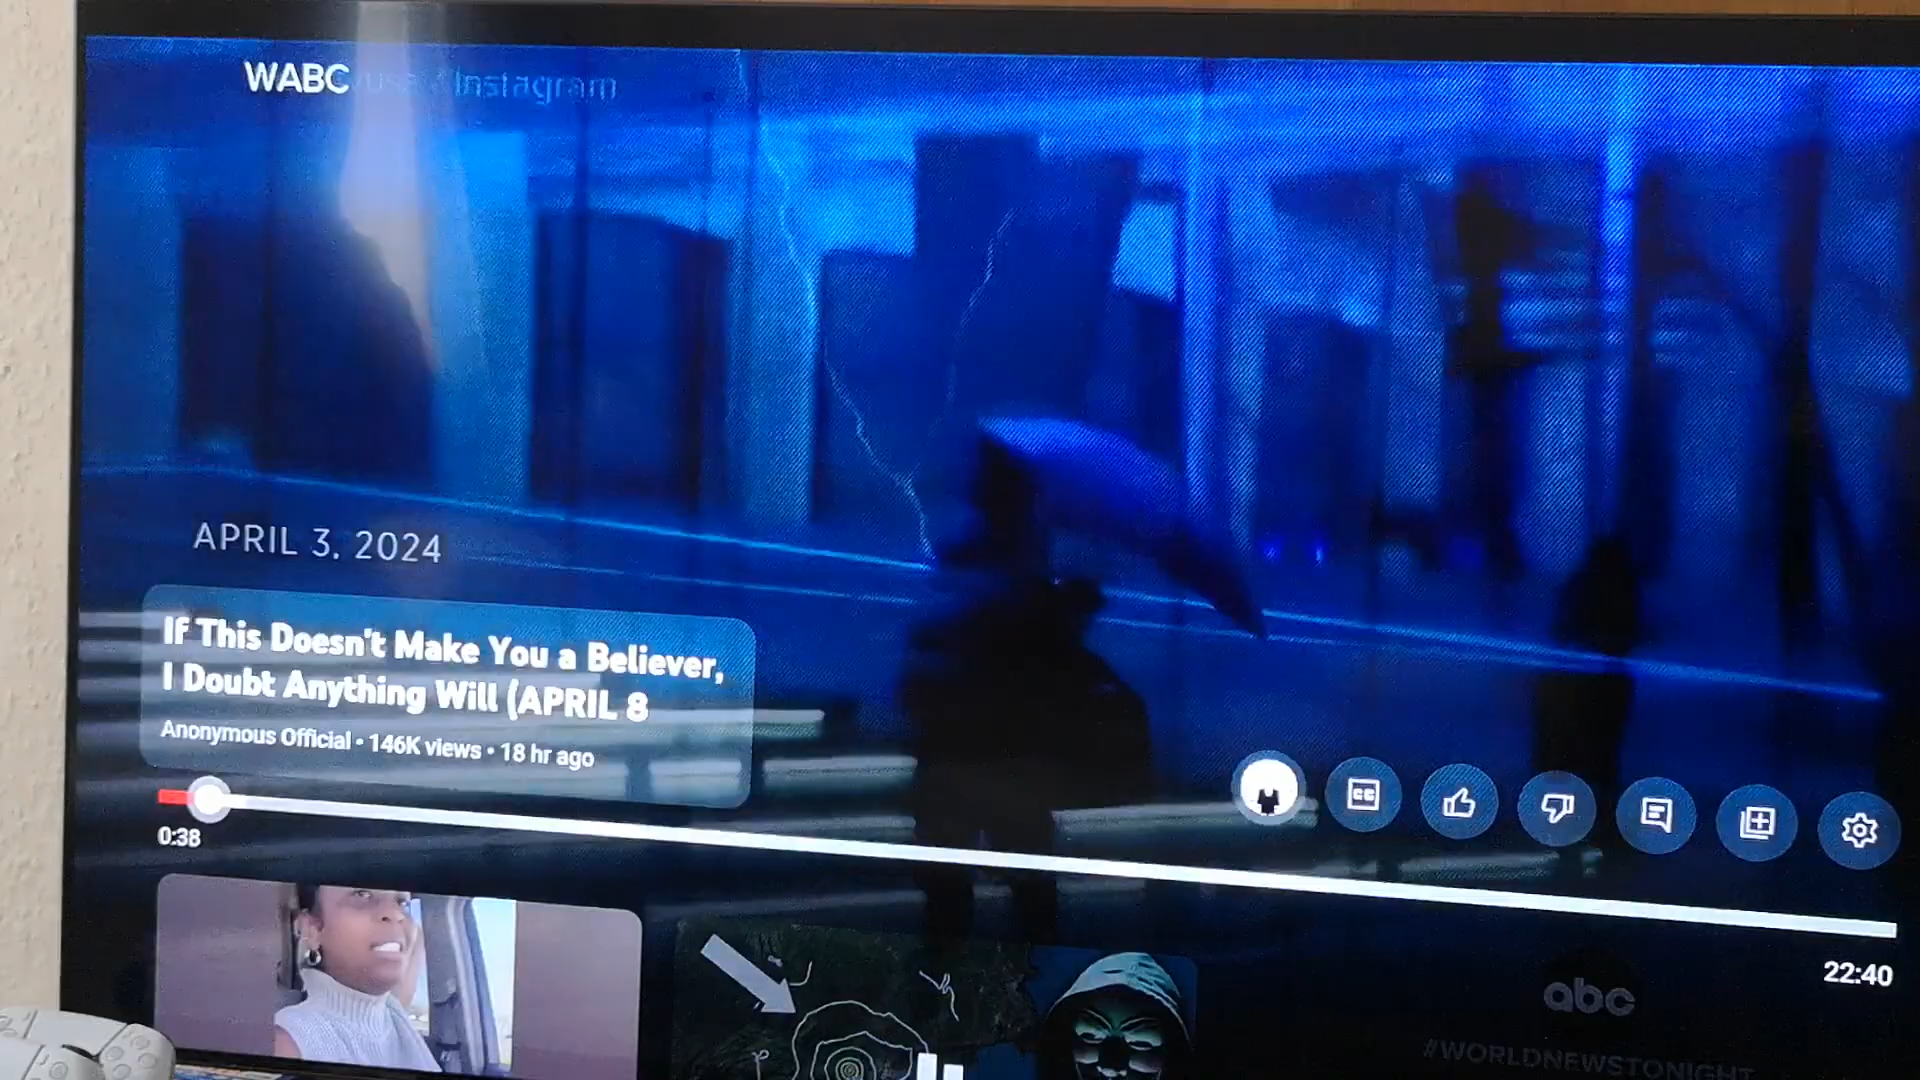 WABC
Instagram
APRIL 3, 2024
If This Doesn't Make You a Believer,
I Doubt Anything Will (APRIL 8
Anonymous Official • 146K views • 18 hr ago
CC
0:38
22:40
abc
#WORLDNEWSTONIGHT